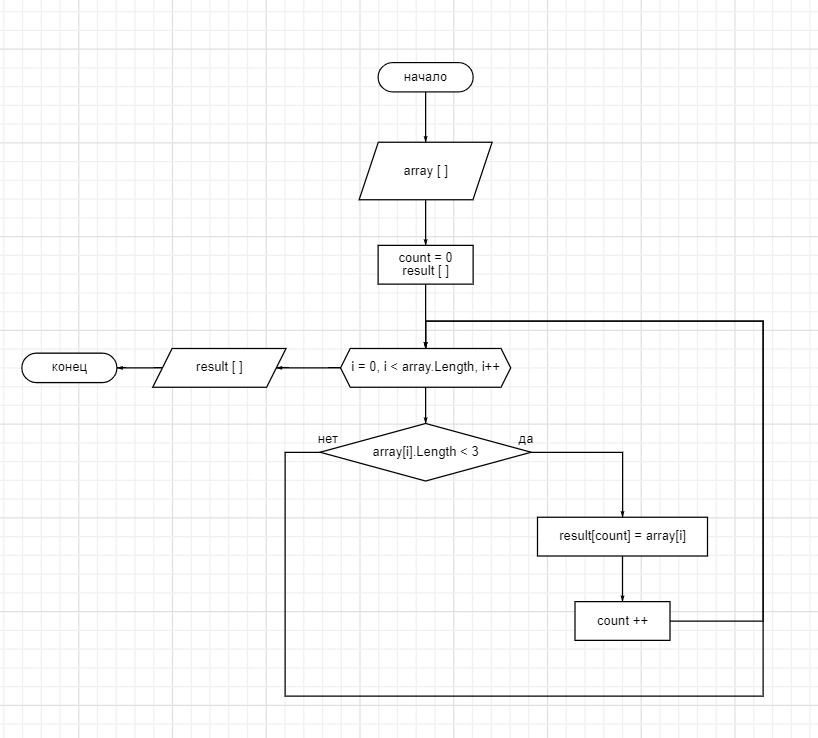 начало
array [ ]
count = 0
result [ ]
конец
result [ ]
i = 0, i < array.Length, i++
нет
да
array[i].Length < 3
result[count] = array[i]
count ++